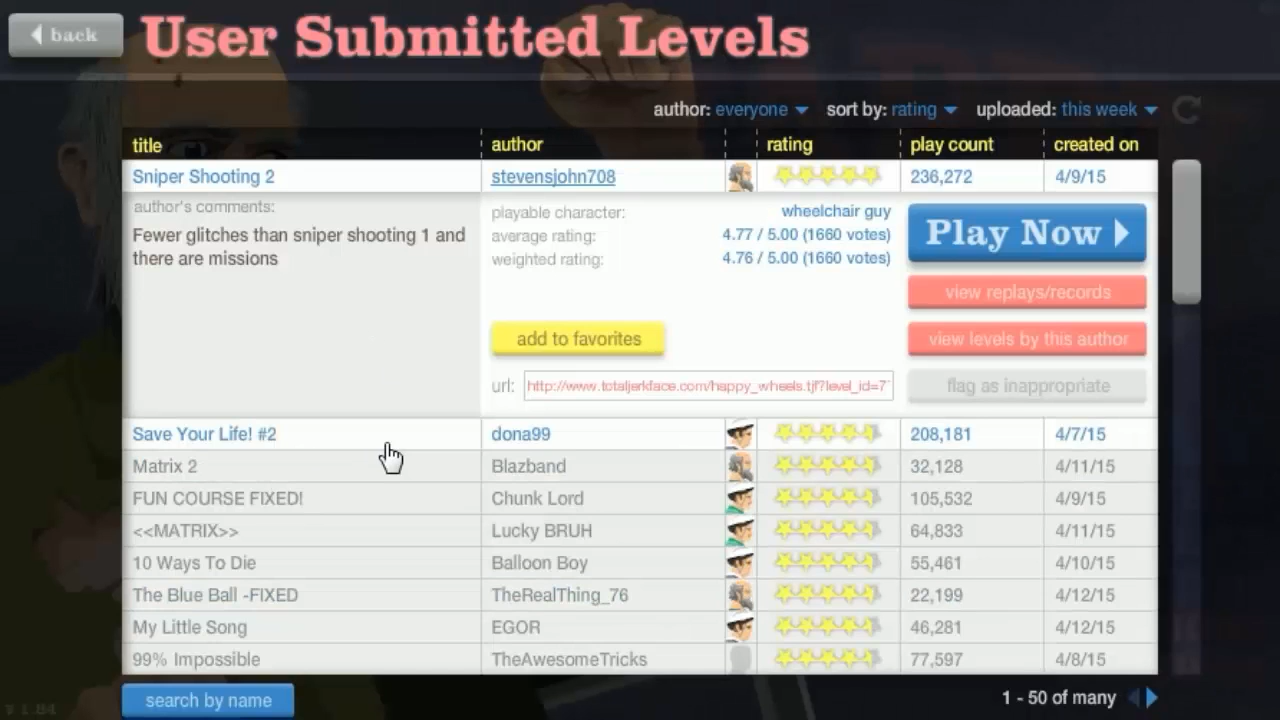 back
User Submitted Levels
author: everyone sort by: rating uploaded: this week
title author rating play count created on
Sniper Shooting 2 stevensjohn708 236,272 4/9/15
author's comments:
Fewer glitches than sniper shooting 1 and
there are missions
playable character: wheelchair guy
average rating: 4.77 / 5.00 (1660 votes)
weighted rating: 4.76 / 5.00 (1660 votes)
add to favorites
url: http://www.totaljerkface.com/happy_wheels.tjf?level_id=7
Play Now
view replays/records
view levels by this author
flag as inappropriate
Save Your Life! #2 dona99 208,181 4/7/15
Matrix 2 Blazband 32,128 4/11/15
FUN COURSE FIXED! Chunk Lord 105,532 4/9/15
<<MATRIX>> Lucky BRUH 64,833 4/11/15
10 Ways To Die Balloon Boy 55,461 4/10/15
The Blue Ball -FIXED TheRealThing_76 22,199 4/12/15
My Little Song EGOR 46,281 4/12/15
99% Impossible TheAwesomeTricks 77,597 4/8/15
search by name
1 - 50 of many